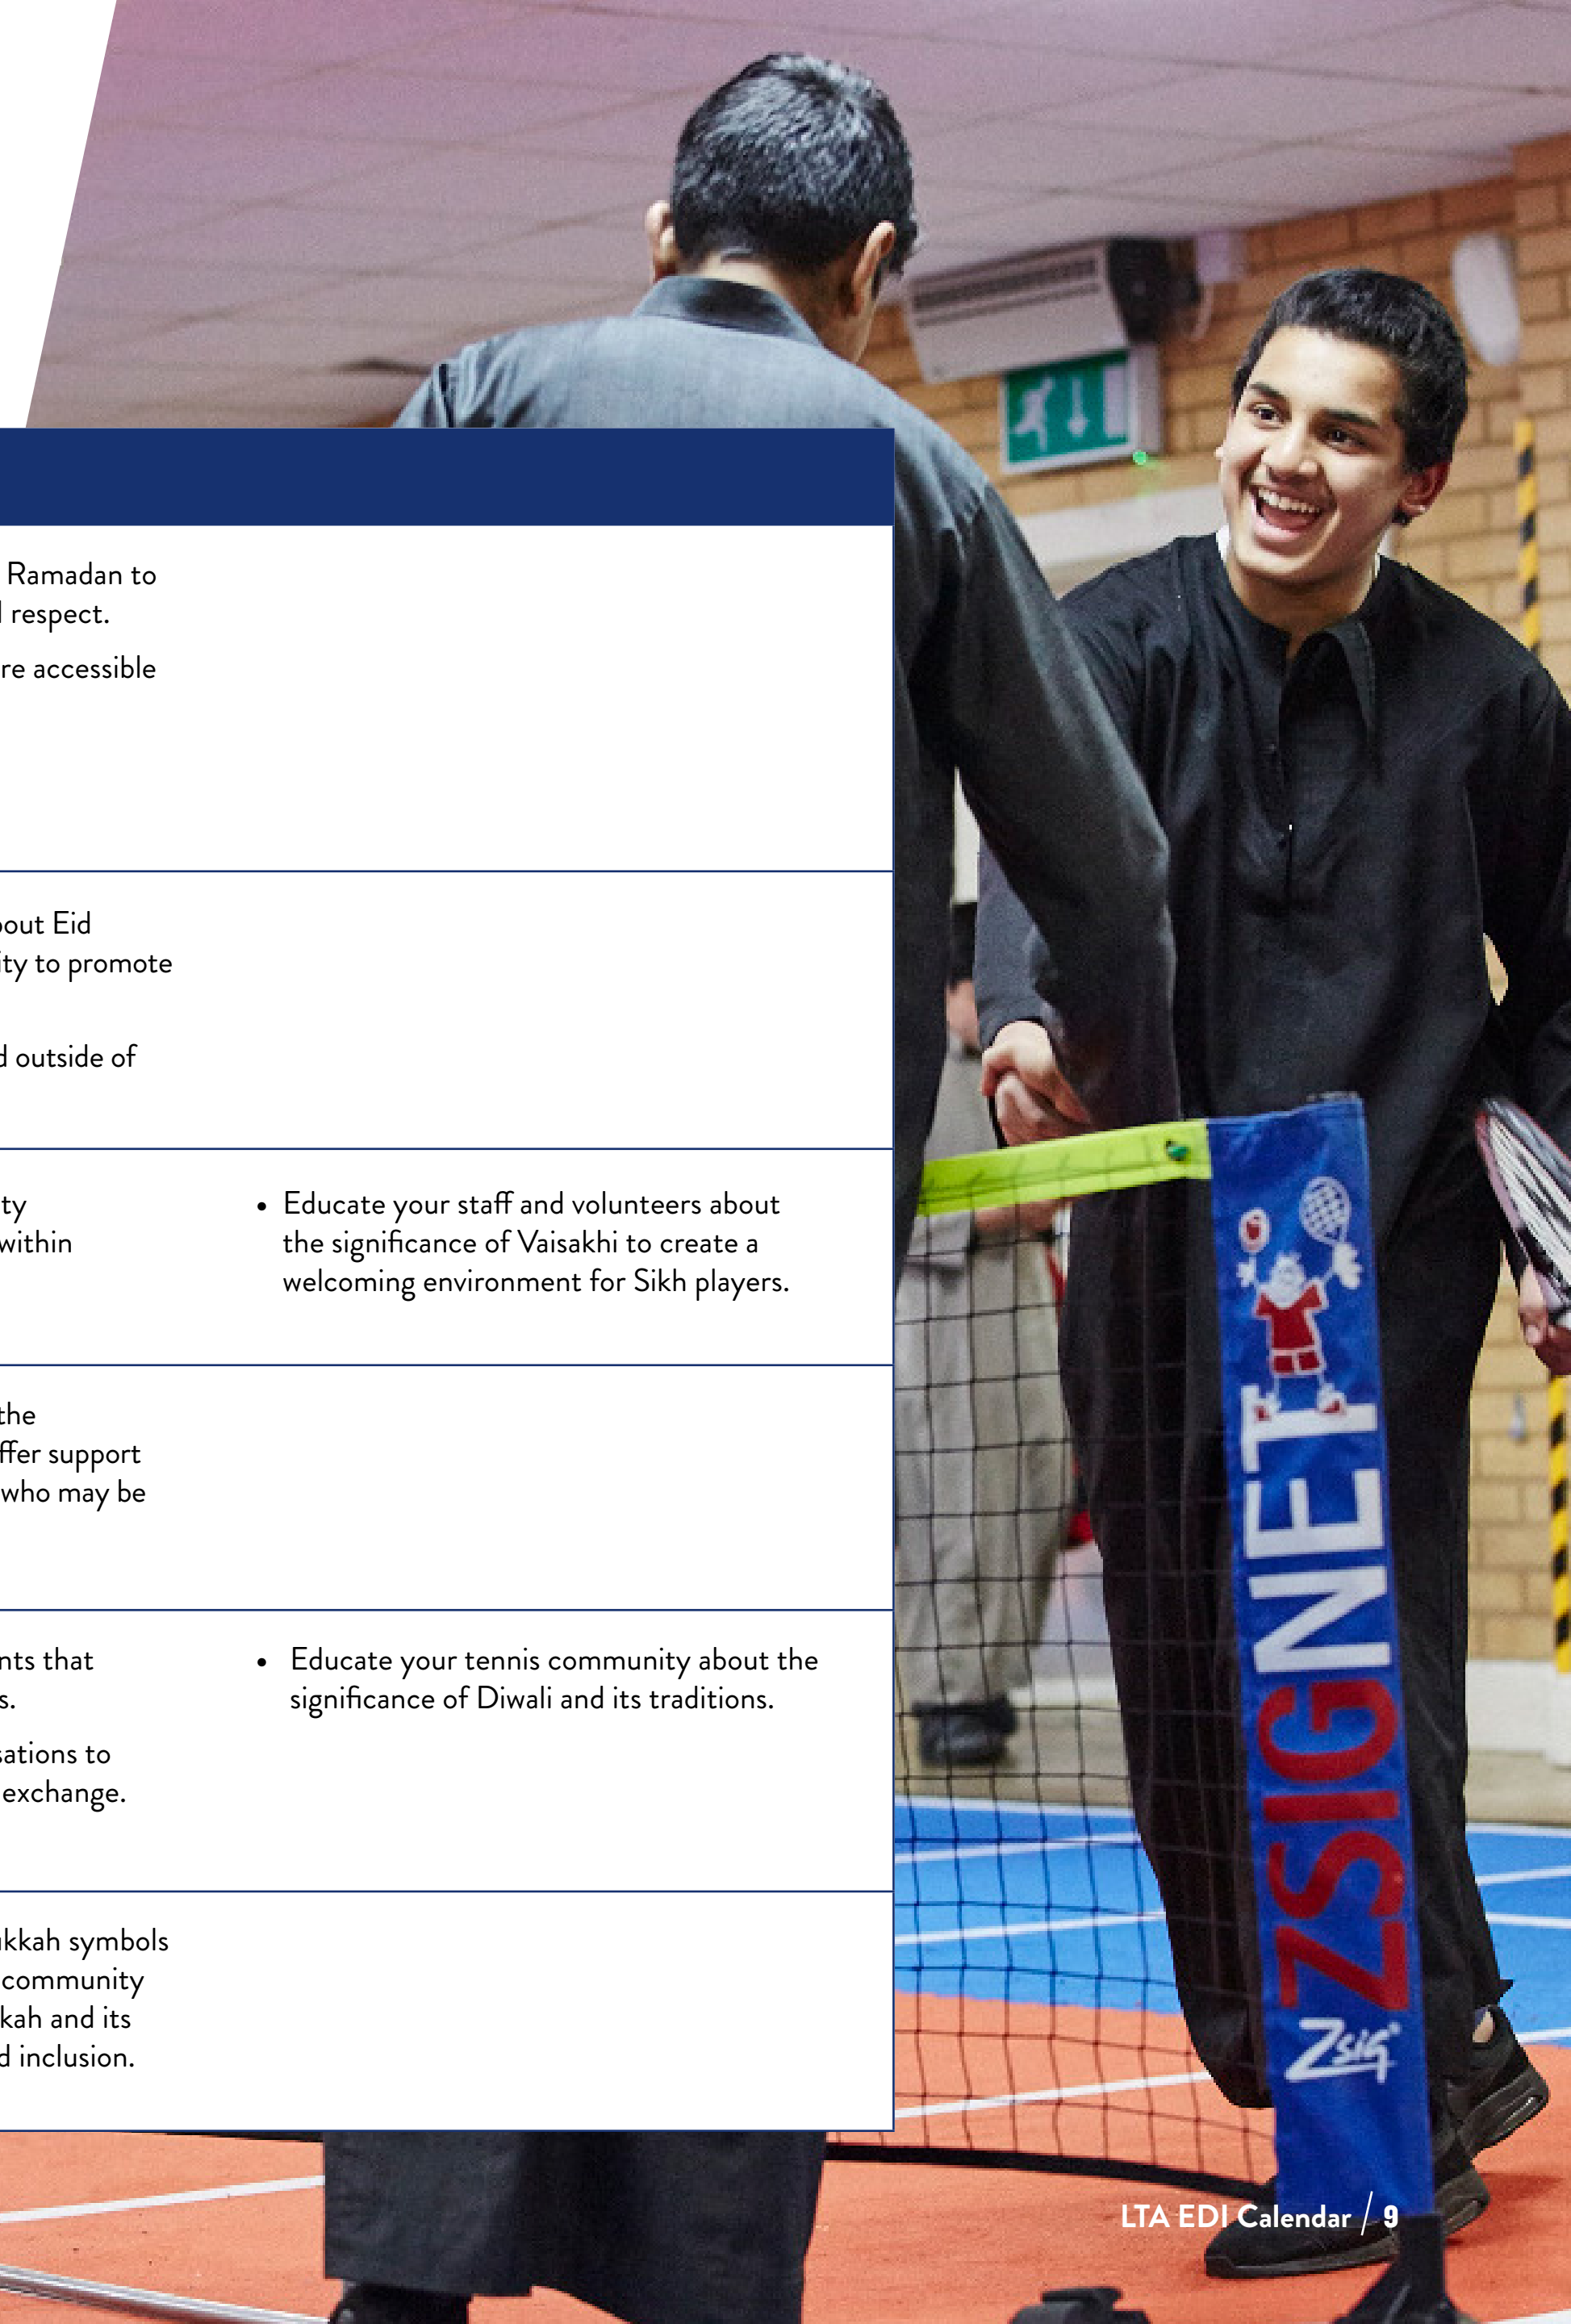 Ramadan to
respect.
re accessible
out Eid
ity to promote
d outside of
ty
within
• Educate your staff and volunteers about
the significance of Vaisakhi to create a
welcoming environment for Sikh players.
the
ffer support
who may be
nts that
s.
sations to
exchange.
• Educate your tennis community about the
significance of Diwali and its traditions.
kkah symbols
community
kah and its
d inclusion.
ZSIGNET
Zsig
LTA EDI Calendar / 9